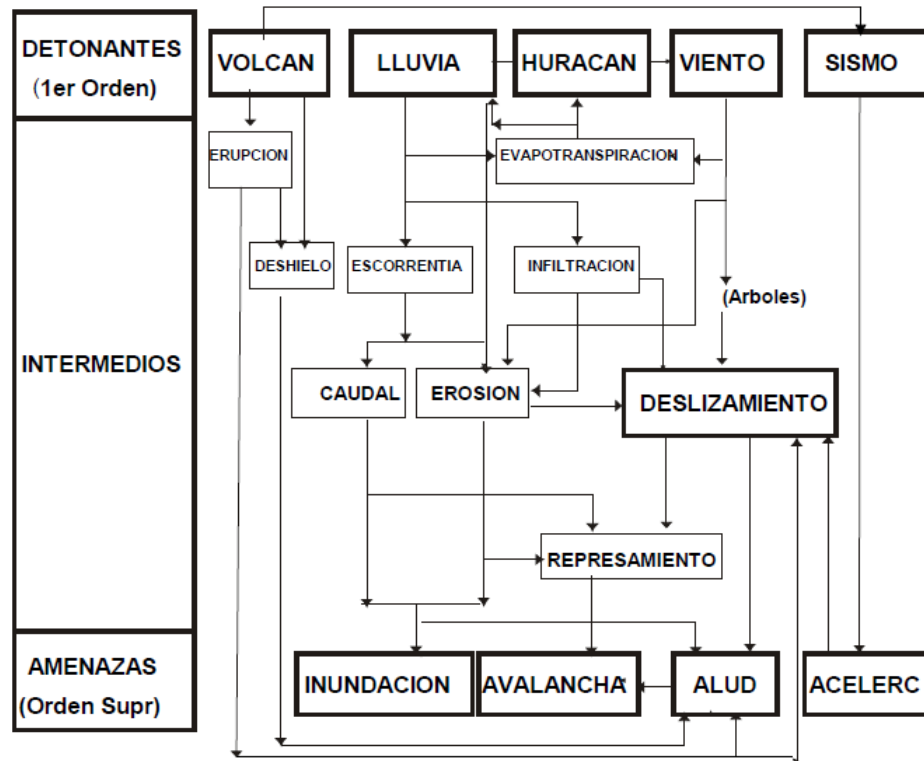 DETONANTES
(1er Orden)
VOLCAN
LLUVIA
HURACAN
VIENTO
SISMO
ERUPCION
EVAPOTRANSPIRACION
DESHIELO
ESCORRENTIA
INFILTRACION
(Arboles)
INTERMEDIOS
CAUDAL
EROSION
DESLIZAMIENTO
REPRESAMIENTO
AMENAZAS
(Orden Supr)
INUNDACION
AVALANCHA
ALUD
ACELERC